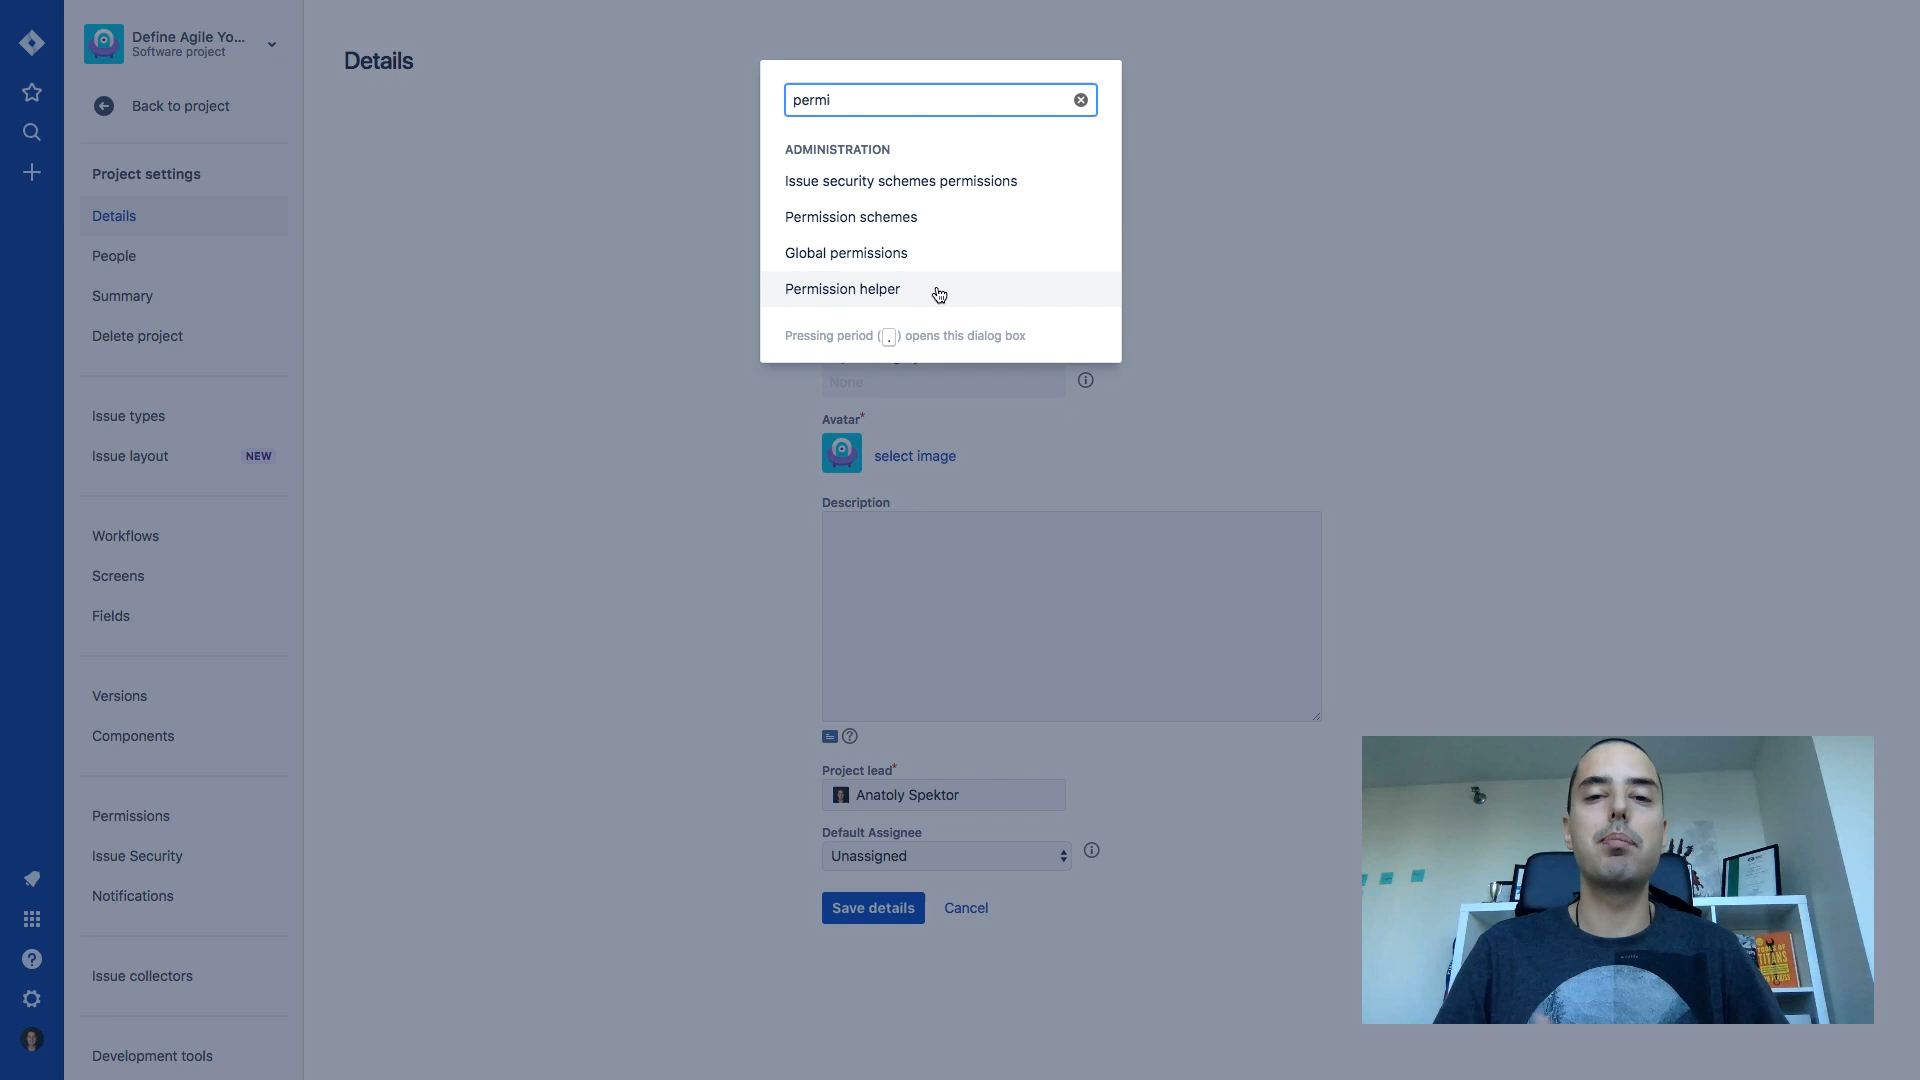 Define Agile Yo...
Software project
Back to project
Project settings
Details
People
Summary
Delete project
Issue types
Issue layout NEW
Workflows
Screens
Fields
Versions
Components
Permissions
Issue Security
Notifications
Issue collectors
Development tools
Details
permi
ADMINISTRATION
Issue security schemes permissions
Permission schemes
Global permissions
Permission helper
Pressing period ( . ) opens this dialog box
None
Avatar*
select image
Description
Project lead*
Anatoly Spektor
Default Assignee
Unassigned
Save details Cancel
TOOLS OF
TITANS